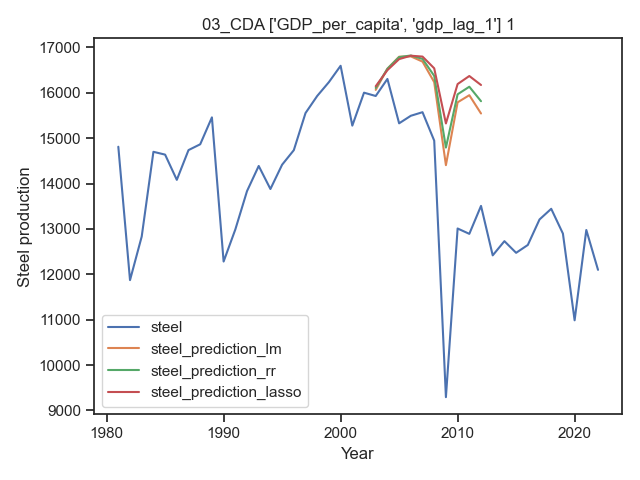 03_CDA ['GDP_per_capita', 'gdp_lag_1'] 1
17000
16000
15000
14000
13000
12000
11000
10000
9000
Steel production
steel
steel_prediction_lm
steel_prediction_rr
steel_prediction_lasso
1980
1990
2000
2010
2020
Year